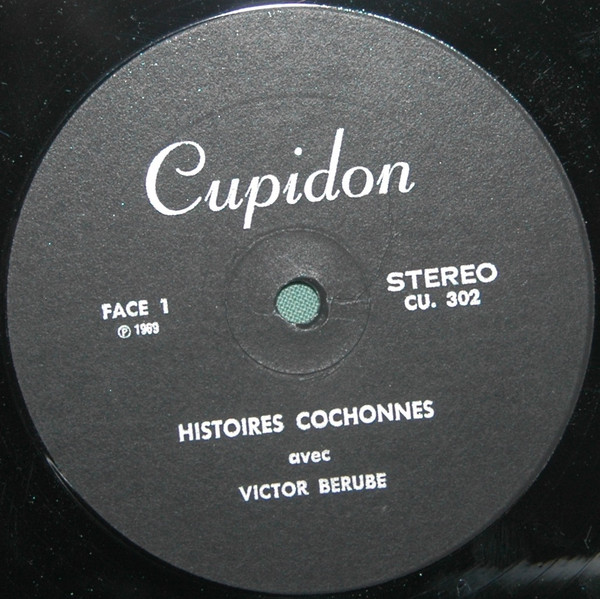 Cupidon
STEREO
CU. 302
FACE 1
℗ 1969
HISTOIRES COCHONNES
avec
VICTOR BERUBE